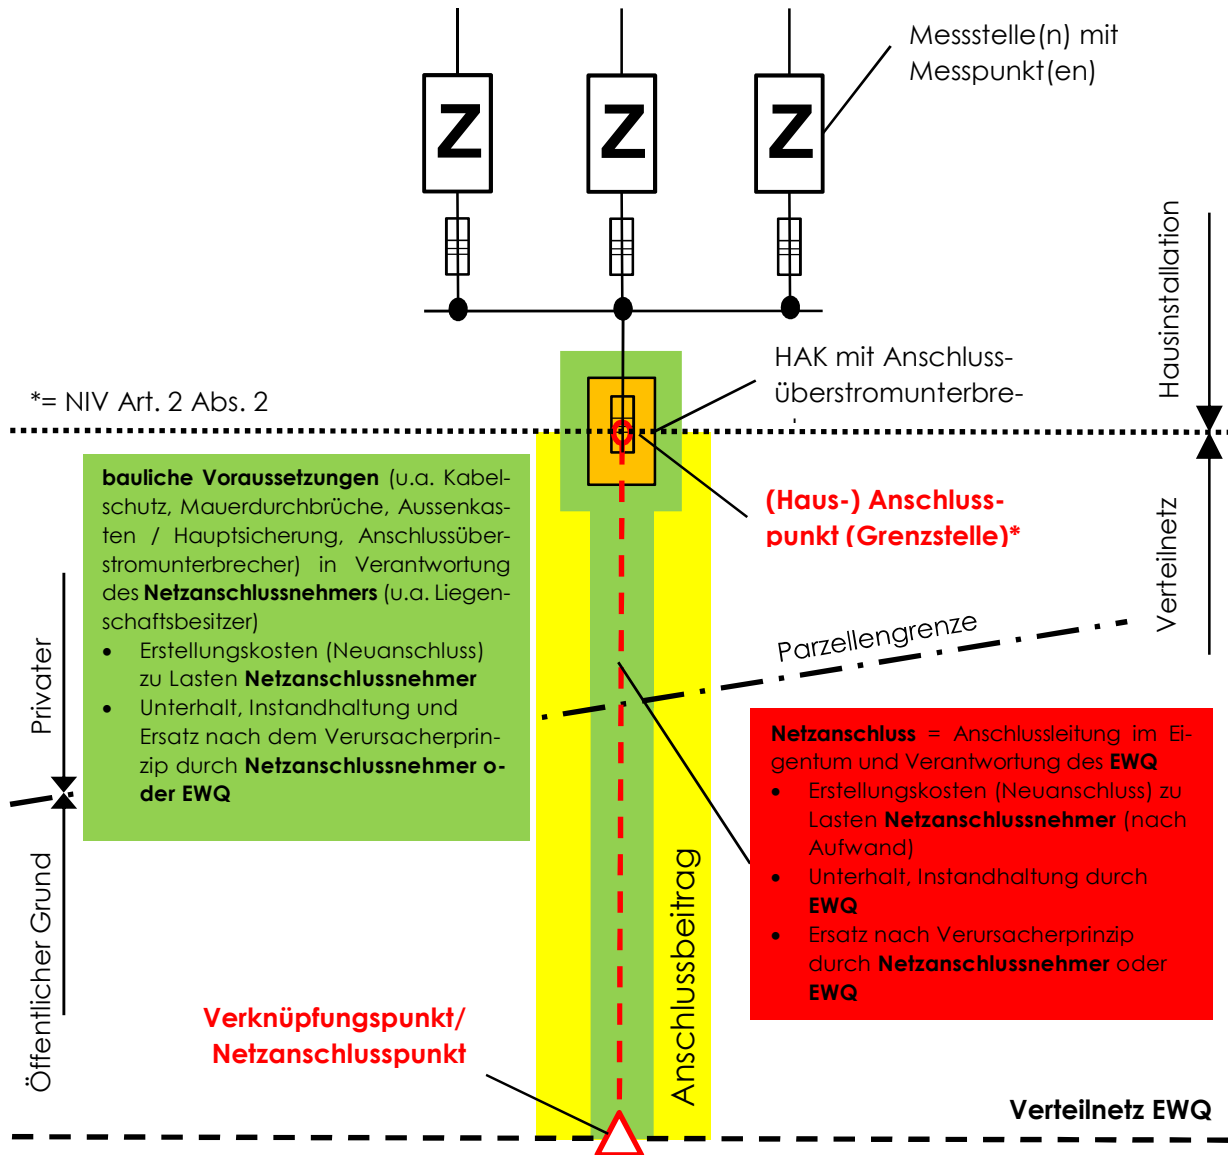 Messstelle(n) mit
Messpunkt(en)
Z
Z
Z
Hausinstallation
HAK mit Anschluss-
überstromunterbre-
*= NIV Art. 2 Abs. 2
bauliche Voraussetzungen (u.a. Kabel-
schutz, Mauerdurchbrüche, Aussenkas-
ten / Hauptsicherung, Anschlussüber-
stromunterbrecher) in Verantwortung
des Netzanschlussnehmers (u.a. Liegen-
schaftsbesitzer)
• Erstellungskosten (Neuanschluss)
zu Lasten Netzanschlussnehmer
• Unterhalt, Instandhaltung und
Ersatz nach dem Verursacherprin-
zip durch Netzanschlussnehmer o-
der EWQ
(Haus-) Anschluss-
punkt (Grenzstelle)*
Verteilnetz
Parzellengrenze
Privater
Öffentlicher Grund
Netzanschluss = Anschlussleitung im Ei-
gentum und Verantwortung des EWQ
• Erstellungskosten (Neuanschluss) zu
Lasten Netzanschlussnehmer (nach
Aufwand)
• Unterhalt, Instandhaltung durch
EWQ
• Ersatz nach Verursacherprinzip
durch Netzanschlussnehmer oder
EWQ
Anschlussbeitrag
Verknüpfungspunkt/
Netzanschlusspunkt
Verteilnetz EWQ